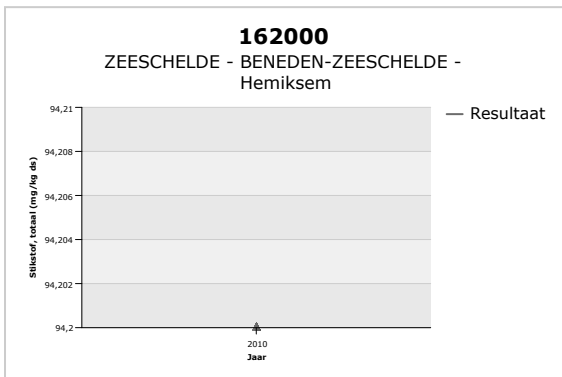 162000
ZEESCHELDE - BENEDEN-ZEESCHELDE -
Hemiksem
Resultaat
Stikstof, totaal (mg/kg ds)
94,21
94,208
94,206
94,204
94,202
94,2
2010
Jaar